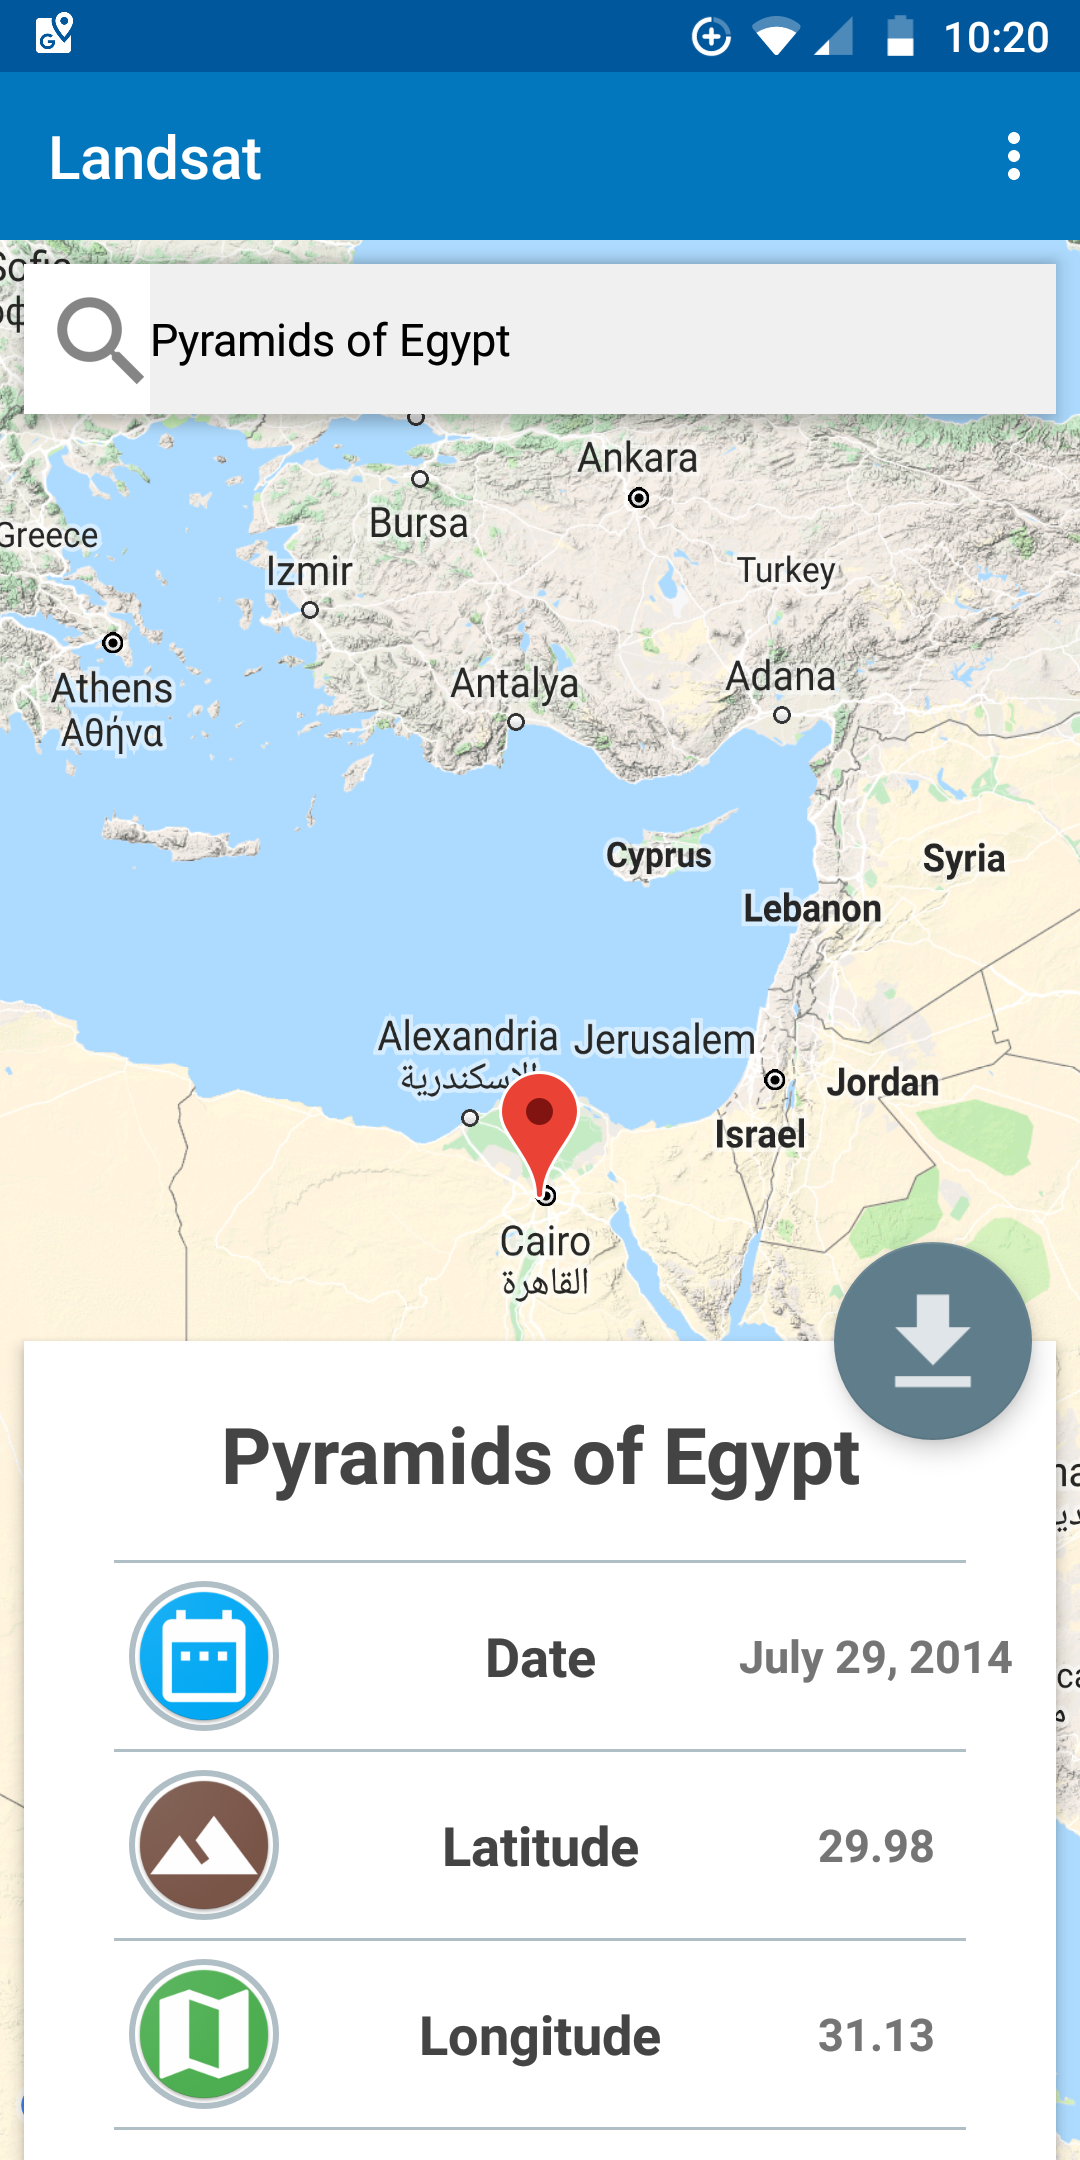 10:20
Landsat
Pyramids of Egypt
Ankara
Bursa
Greece
Izmir
Turkey
Athens
Αθήνα
Antalya
Adana
Cyprus
Syria
Lebanon
Alexandria
Jerusalem
الإسكندرية
Jordan
Israel
Cairo
القاهرة
Pyramids of Egypt
Date
July 29, 2014
Latitude
29.98
Longitude
31.13